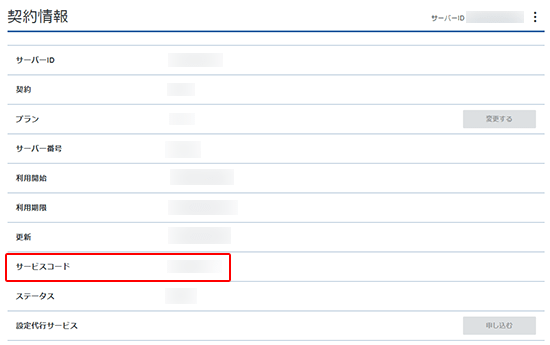 契約情報
サーバーID
サーバーID
契約
プラン
変更する
サーバー番号
利用開始
利用期限
更新
サービスコード
ステータス
設定代行サービス
申し込む